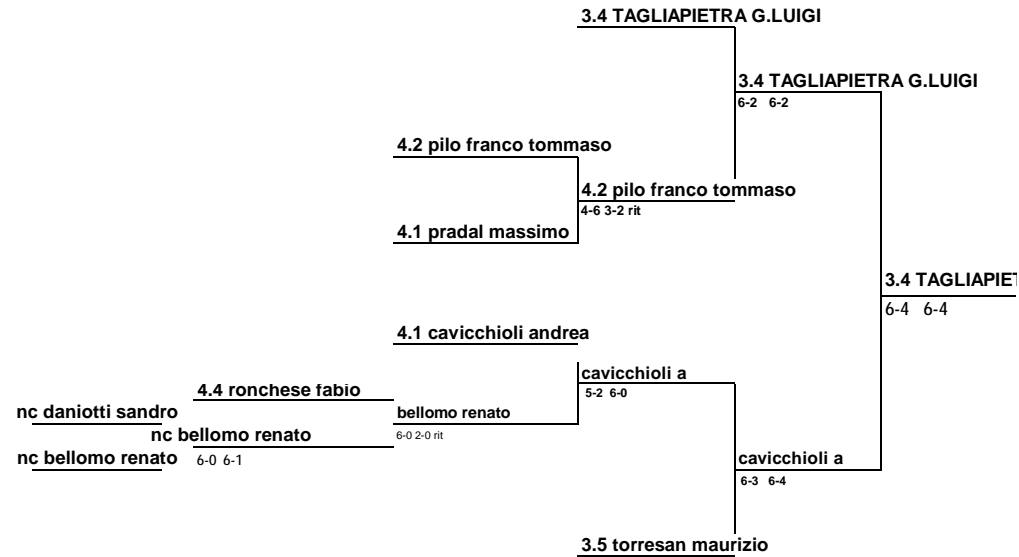 3.4 TAGLIAPIETRA G.LUIGI
3.4 TAGLIAPIETRA G.LUIGI
6-2 6-2
4.2 pilo franco tommaso
4.2 pilo franco tommaso
4-6 3-2 rit
4.1 pradal massimo
3.4 TAGLIAPIET
6-4 6-4
4.1 cavicchioli andrea
cavicchioli a
5-2 6-0
4.4 ronchese fabio
nc daniotti sandro
bellomo renato
6-0 2-0 rit
nc bellomo renato
nc bellomo renato
6-0 6-1
cavicchioli a
6-3 6-4
3.5 torresan maurizio